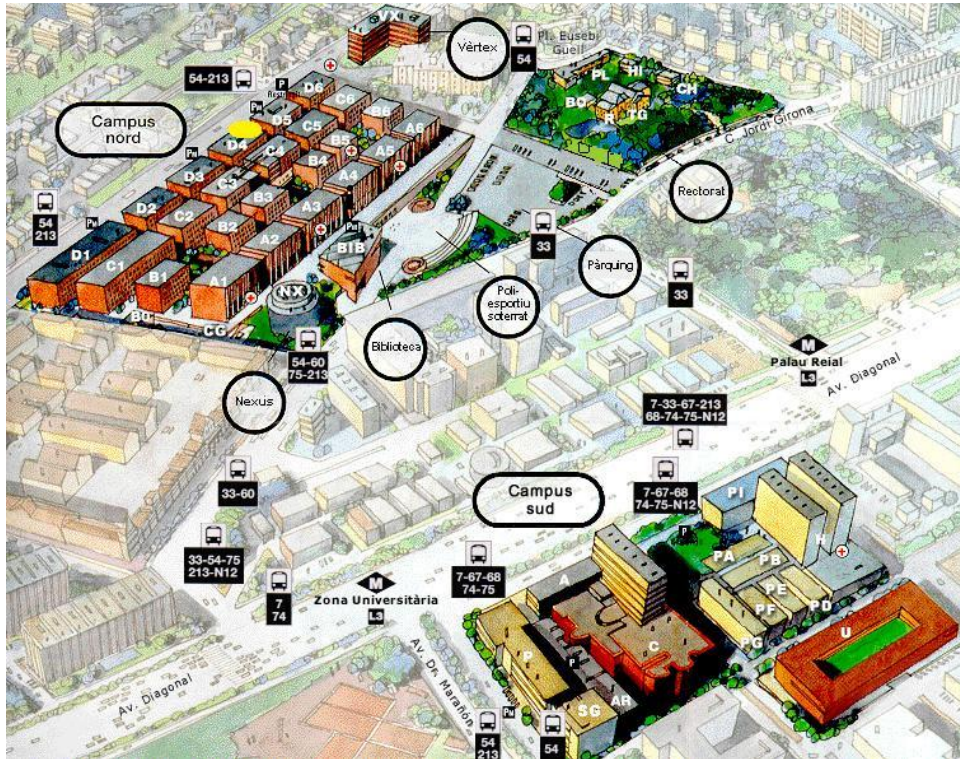 VX
Vèrtex
54
Pl. Eusebi
Güell
54-213
P
D6
C6
B6
A6
PL
HI
BC
CH
R
TG
C. Jordi Girona
Campus
nord
D5
C5
B5
A5
D4
C4
B4
A4
Rectorat
D3
C3
B3
A3
D2
C2
B2
A2
54
213
D1
C1
B1
A1
BIB
33
Pàrquing
33
NX
CG
Poli-
esportiu
soterrat
Biblioteca
54-60
75-213
Nexus
M
Palau Reial
L3
Av. Diagonal
7-33-67-213
68-74-75-N12
33-60
Campus
sud
7-67-68
74-75-N12
PI
H
33-54-75
213-N12
7
74
M
Zona Universitària
L3
7-67-68
74-75
P
A
PA
PB
PE
PF
PD
PG
U
C
P
P
AR
SG
Av. Diagonal
Av. Dr. Marañón
54
213
54